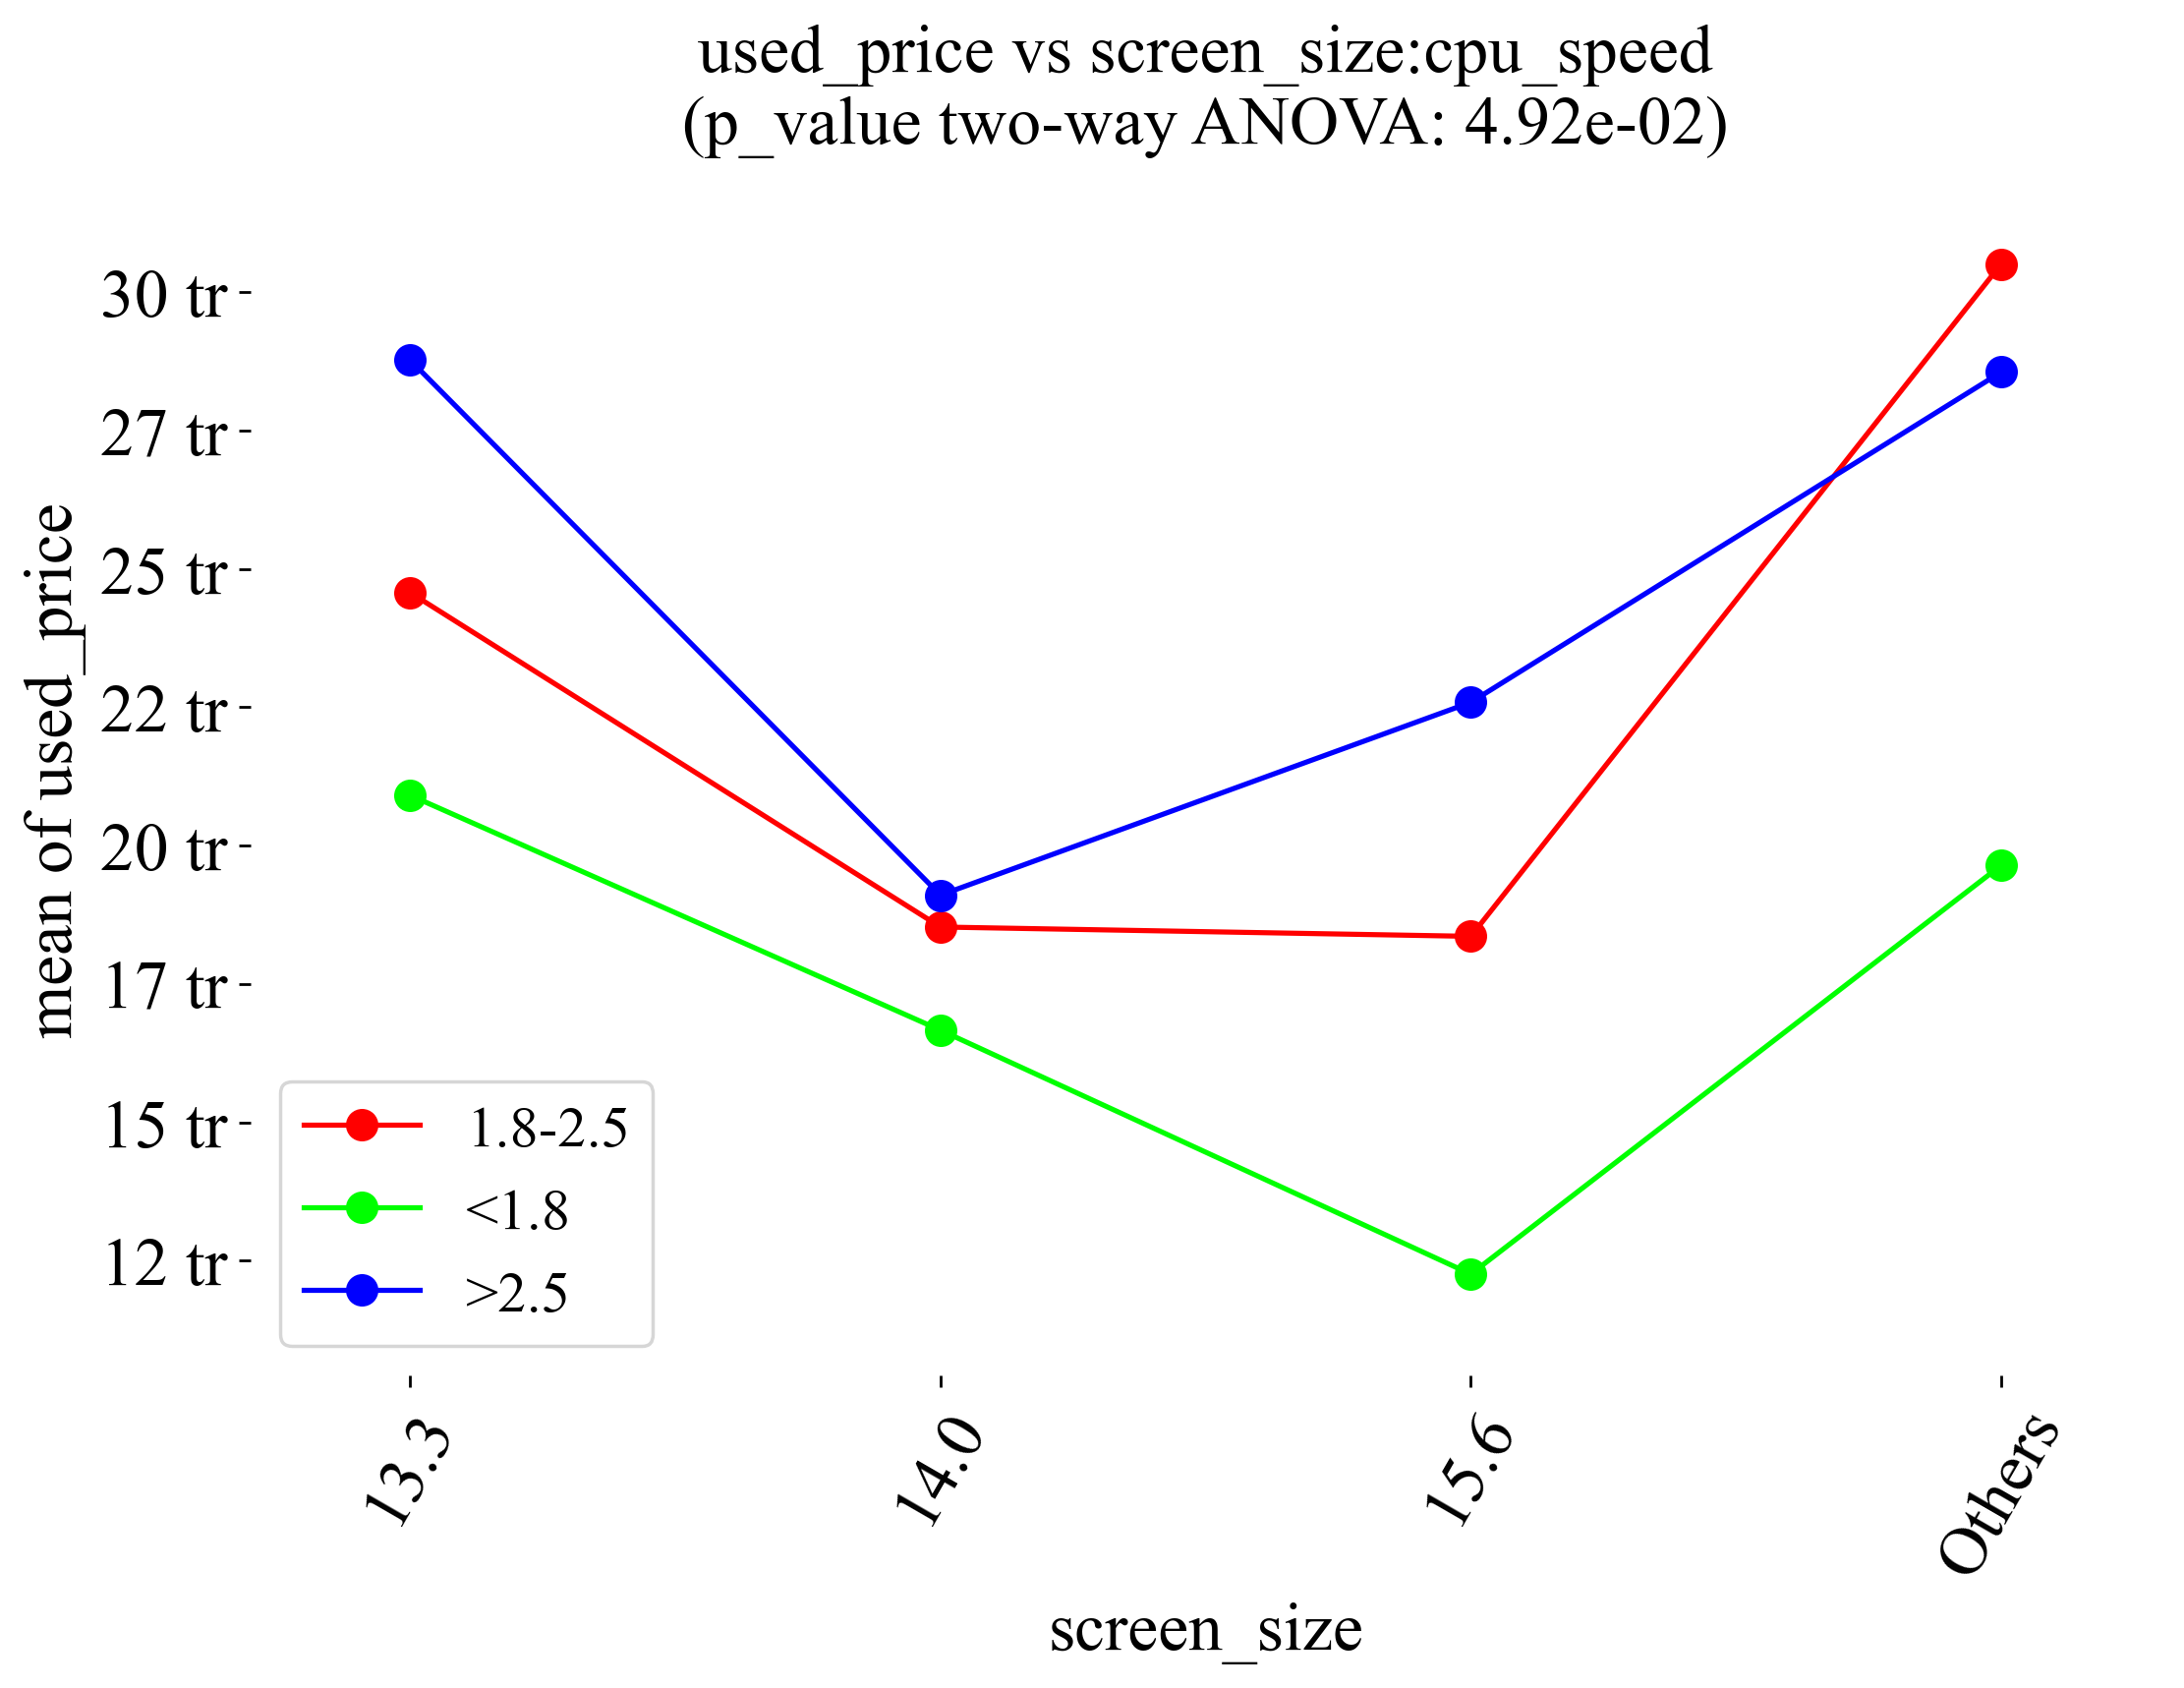 used_price vs screen_size:cpu_speed
(p_value two-way ANOVA: 4.92e-02)
mean of used_price
30 tr
27 tr
25 tr
22 tr
20 tr
17 tr
15 tr
12 tr
1.8-2.5
<1.8
>2.5
13.3
14.0
15.6
Others
screen_size